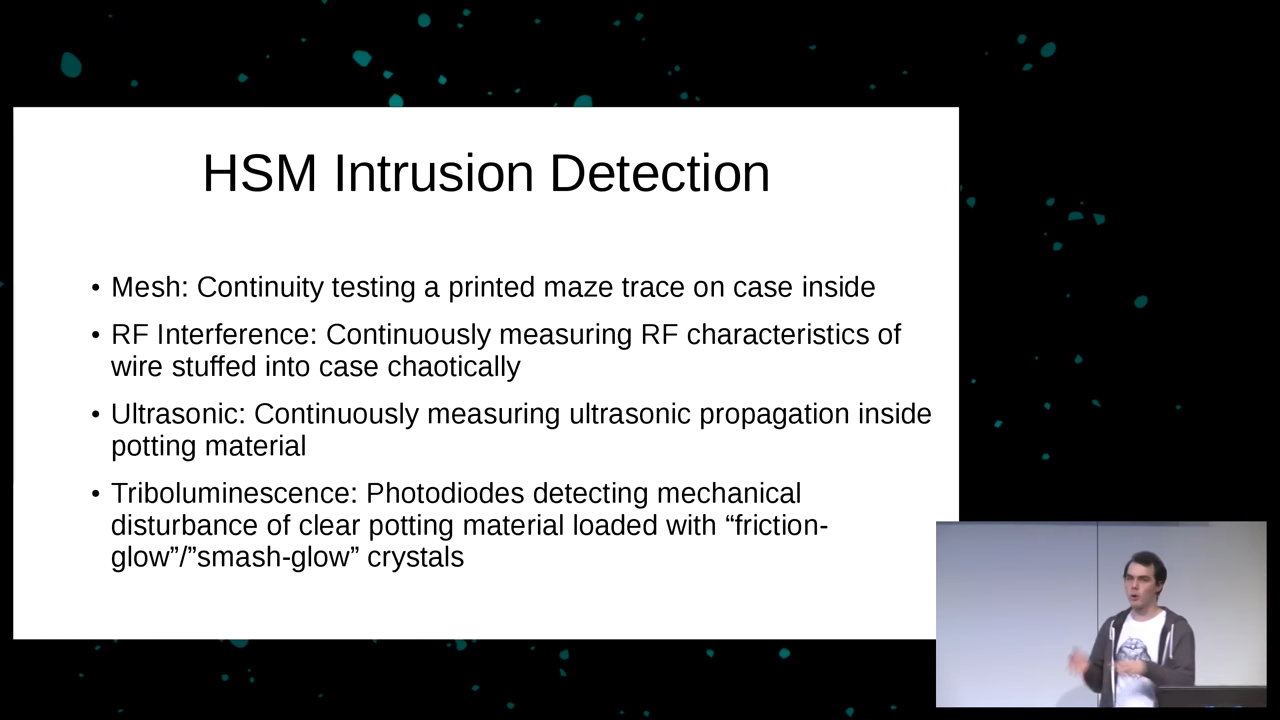 HSM Intrusion Detection
• Mesh: Continuity testing a printed maze trace on case inside
• RF Interference: Continuously measuring RF characteristics of
wire stuffed into case chaotically
• Ultrasonic: Continuously measuring ultrasonic propagation inside
potting material
• Triboluminescence: Photodiodes detecting mechanical
disturbance of clear potting material loaded with “friction-
glow”/”smash-glow” crystals